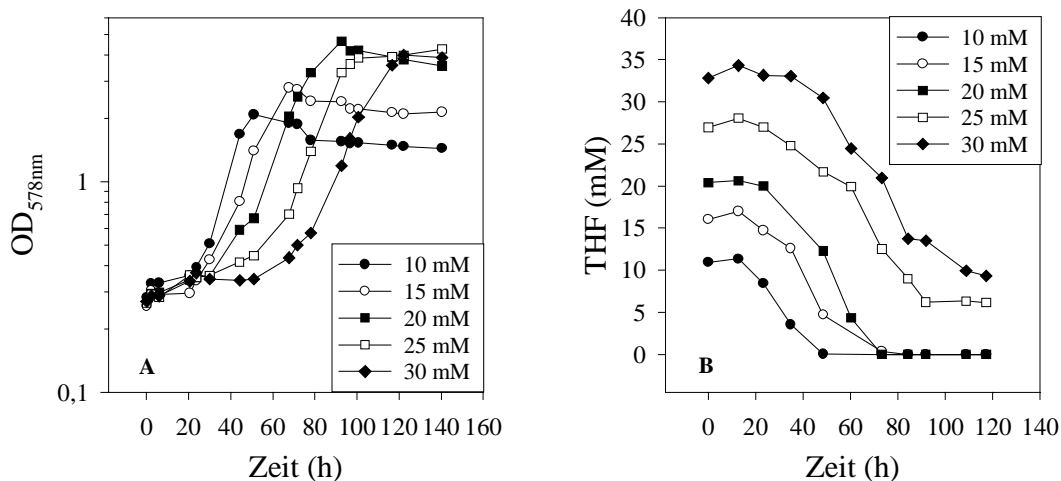 OD578nm
1
0,1
A
10 mM
15 mM
20 mM
25 mM
30 mM
0 20 40 60 80 100 120 140 160
Zeit (h)
THF (mM)
40
35
30
25
20
15
10
5
0
B
10 mM
15 mM
20 mM
25 mM
30 mM
0 20 40 60 80 100 120 140
Zeit (h)